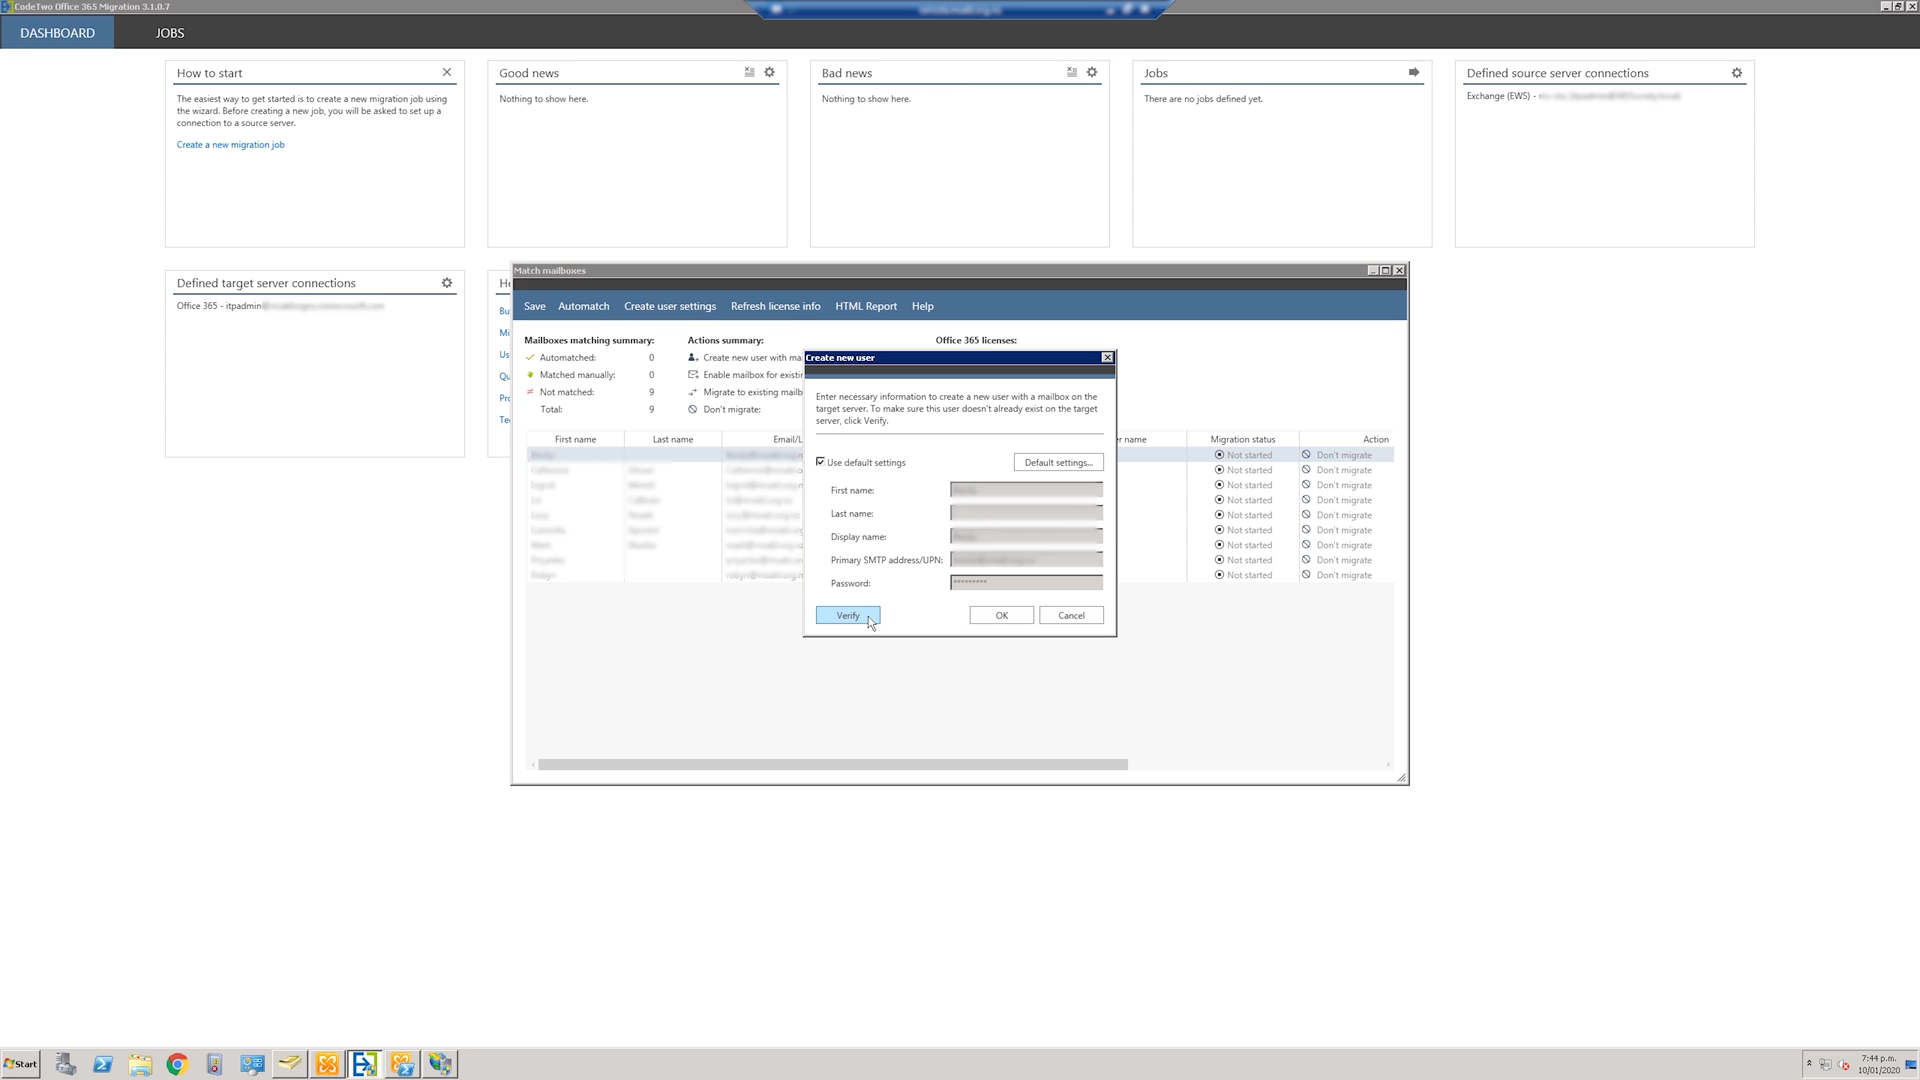 CodeTwo Office 365 Migration 3.1.0.7
DASHBOARD
JOBS
How to start
The easiest way to get started is to create a new migration job using
the wizard. Before creating a new job, you will be asked to set up a
connection to a source server.
Create a new migration job
Good news
Nothing to show here.
Bad news
Nothing to show here.
Jobs
There are no jobs defined yet.
Defined source server connections
Exchange (EWS) -
Defined target server connections
Office 365 - itpadmin
He
Bu
Mi
Us
Qu
Pro
Tec
Match mailboxes
Save Automatch Create user settings Refresh license info HTML Report Help
Mailboxes matching summary:
Automatched: 0
Matched manually: 0
Not matched: 9
Total: 9
Actions summary:
Create new user with ma
Enable mailbox for existin
Migrate to existing mailb
Don't migrate:
Office 365 licenses:
First name Last name Email/L r name Migration status Action
Not started Don't migrate
Not started Don't migrate
Not started Don't migrate
Not started Don't migrate
Not started Don't migrate
Not started Don't migrate
Not started Don't migrate
Not started Don't migrate
Not started Don't migrate
Create new user
Enter necessary information to create a new user with a mailbox on the
target server. To make sure this user doesn't already exist on the target
server, click Verify.
Use default settings
Default settings...
First name:
Last name:
Display name:
Primary SMTP address/UPN:
Password: *********
Verify OK Cancel
Start
7:44 p.m.
10/01/2020